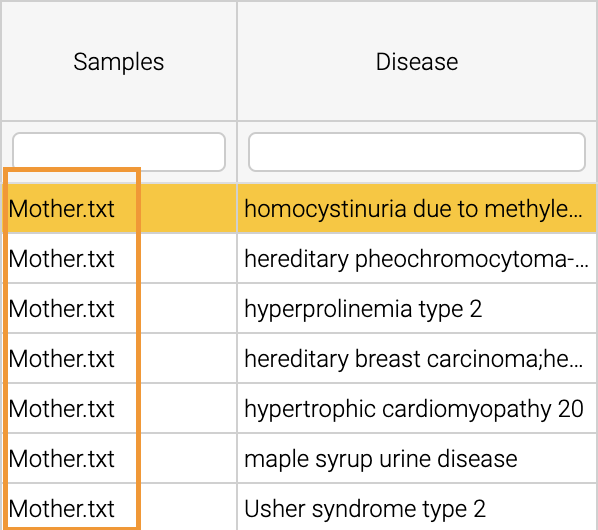 Samples Disease
Mother.txt homocystinuria due to methyle...
Mother.txt hereditary pheochromocytoma-...
Mother.txt hyperprolinemia type 2
Mother.txt hereditary breast carcinoma;he...
Mother.txt hypertrophic cardiomyopathy 20
Mother.txt maple syrup urine disease
Mother.txt Usher syndrome type 2